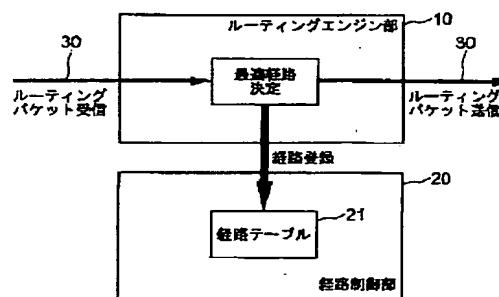 ルーティングエンジン部
10
30
30
最適経路
決定
ルーティング
パケット受信
ルーティング
パケット送信
経路登録
20
21
経路テーブル
経路制御部